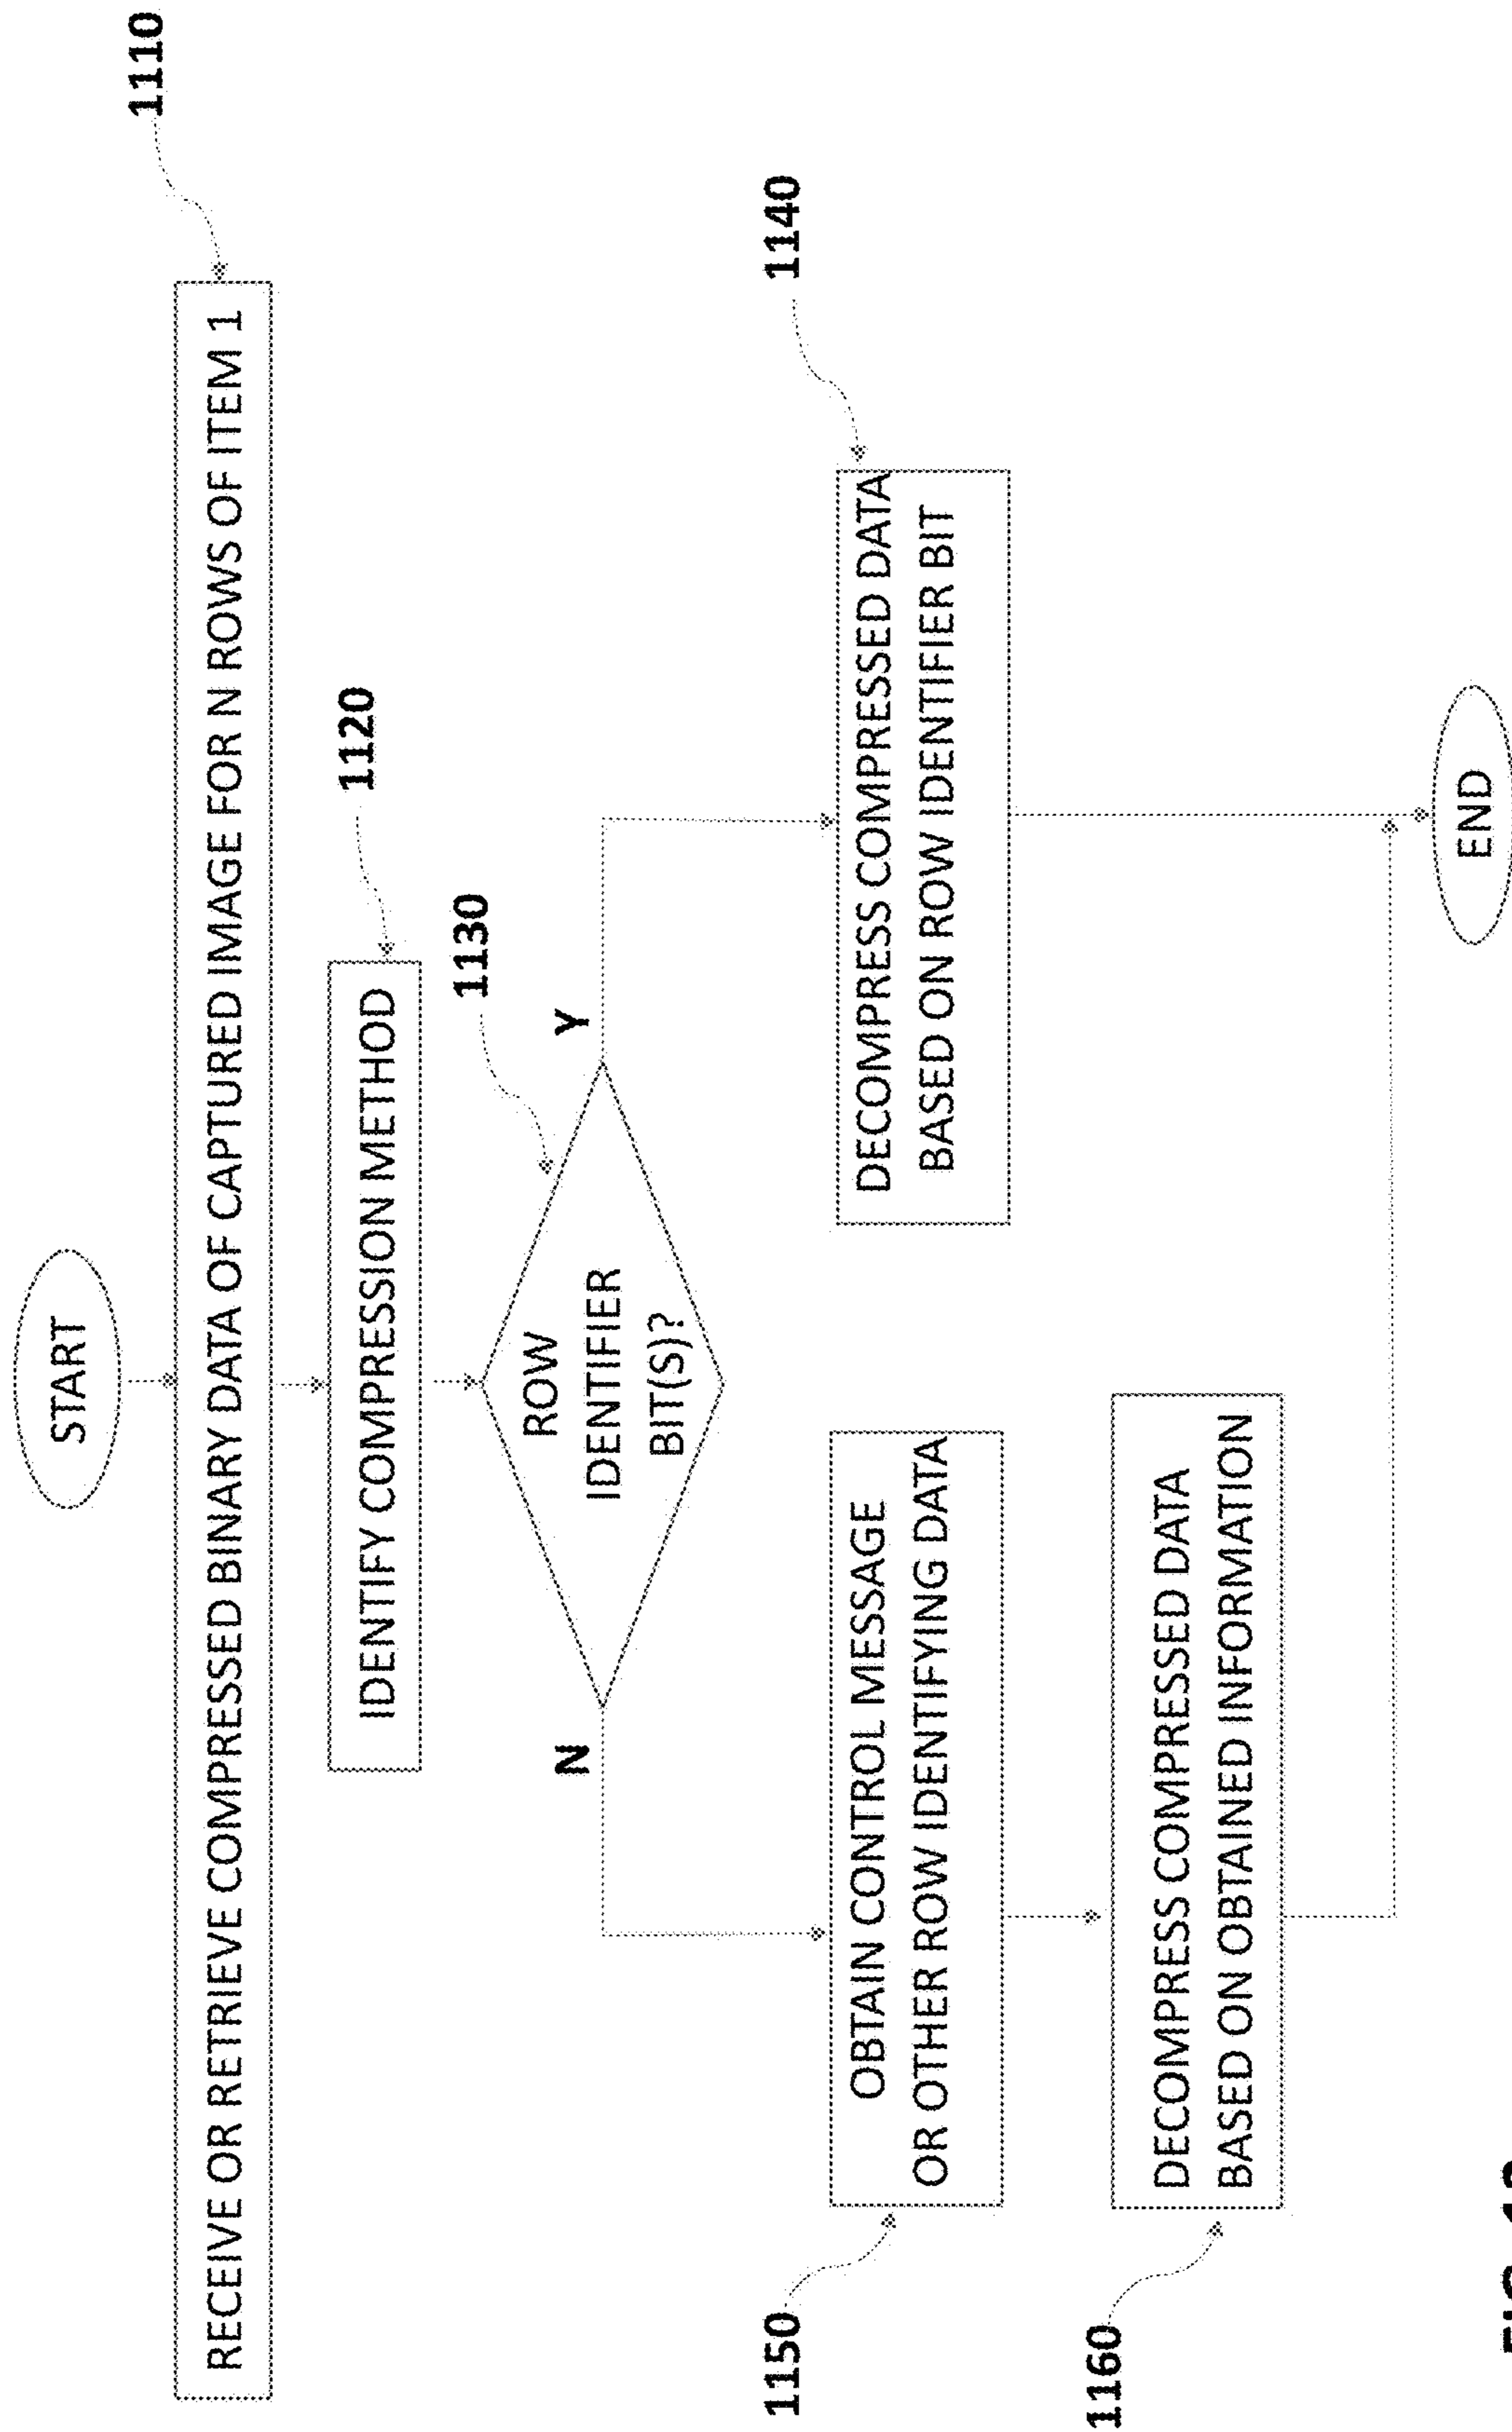 START
1110
RECEIVE OR RETRIEVE COMPRESSED BINARY DATA OF CAPTURED IMAGE FOR N ROWS OF ITEM 1
1120
IDENTIFY COMPRESSION METHOD
1130
ROW
IDENTIFIER
BIT(S)?
N
Y
1150
OBTAIN CONTROL MESSAGE
OR OTHER ROW IDENTIFYING DATA
1140
DECOMPRESS COMPRESSED DATA
BASED ON ROW IDENTIFIER BIT
1160
DECOMPRESS COMPRESSED DATA
BASED ON OBTAINED INFORMATION
END